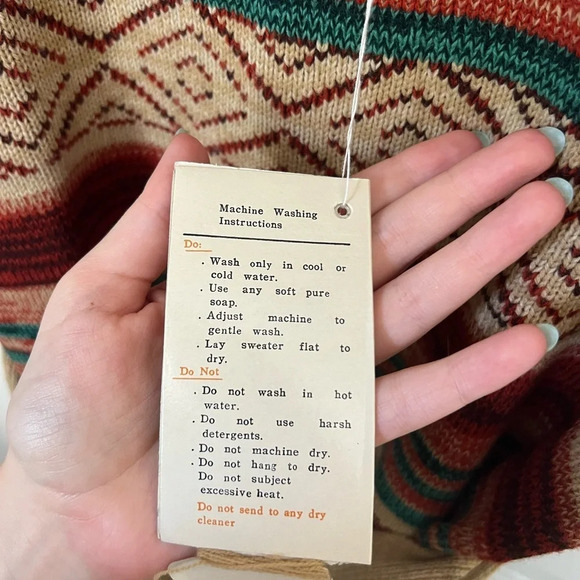 Machine Washing
Instructions
Do:
. Wash only in cool or
cold water.
. Use any soft pure
soap.
. Adjust machine to
gentle wash.
. Lay sweater flat to
dry.
Do Not
. Do not wash in hot
water.
. Do not use harsh
detergents.
. Do not machine dry.
. Do not hang to dry.
Do not subject
excessive heat.
Do not send to any dry
cleaner